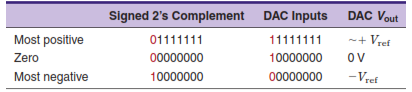 Signed 2's Complement DAC Inputs DAC Vout
Most positive 01111111 11111111 ~+ Vref
Zero 00000000 10000000 0 V
Most negative 10000000 00000000 −Vref